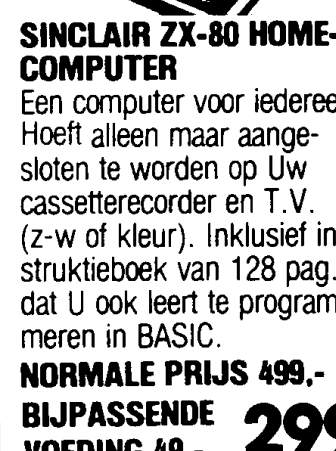 SINCLAIR ZX-80 HOME-
COMPUTER
Een computer voor iederee
Hoeft alleen maar aange-
sloten te worden op Uw
cassetterecorder en T.V.
(z-w of kleur). Inklusief in
struktieboek van 128 pag.
dat U ook leert te program
meren in BASIC.
NORMALE PRIJS 499,-
BIJPASSENDE 299
VOEDING 49,-